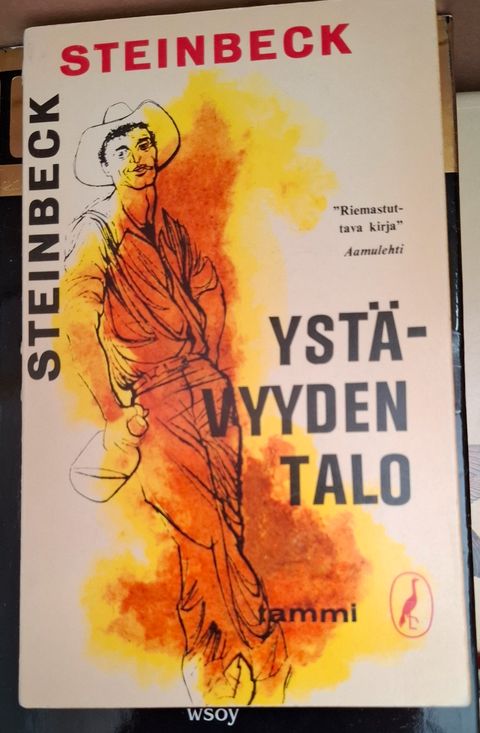 STEINBECK
STEINBECK
"Riemastut-
tava kirja"
Aamulehti
YSTÄ-
VYYDEN
TALO
tammi
wsoy